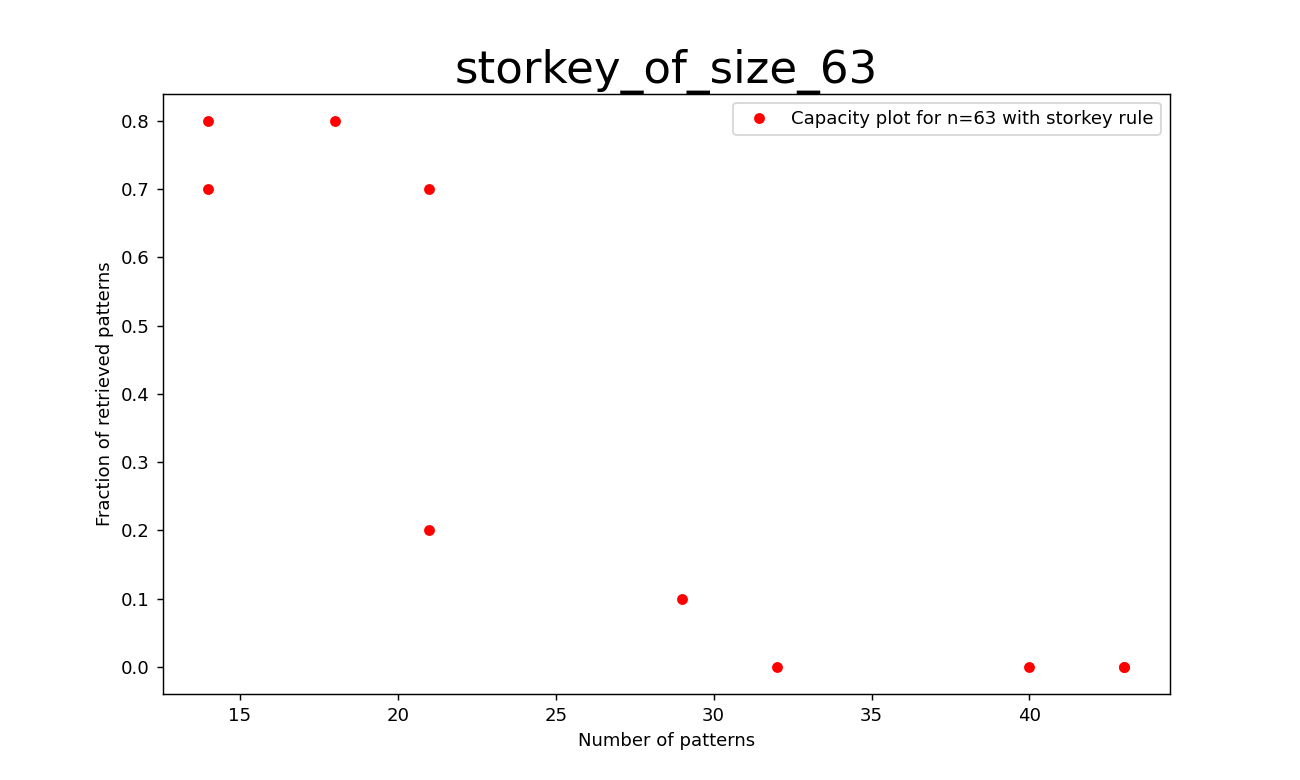 storkey_of_size_63
Capacity plot for n=63 with storkey rule
0.8
0.7
0.6
0.5
0.4
0.3
0.2
0.1
0.0
Fraction of retrieved patterns
15 20 25 30 35 40
Number of patterns